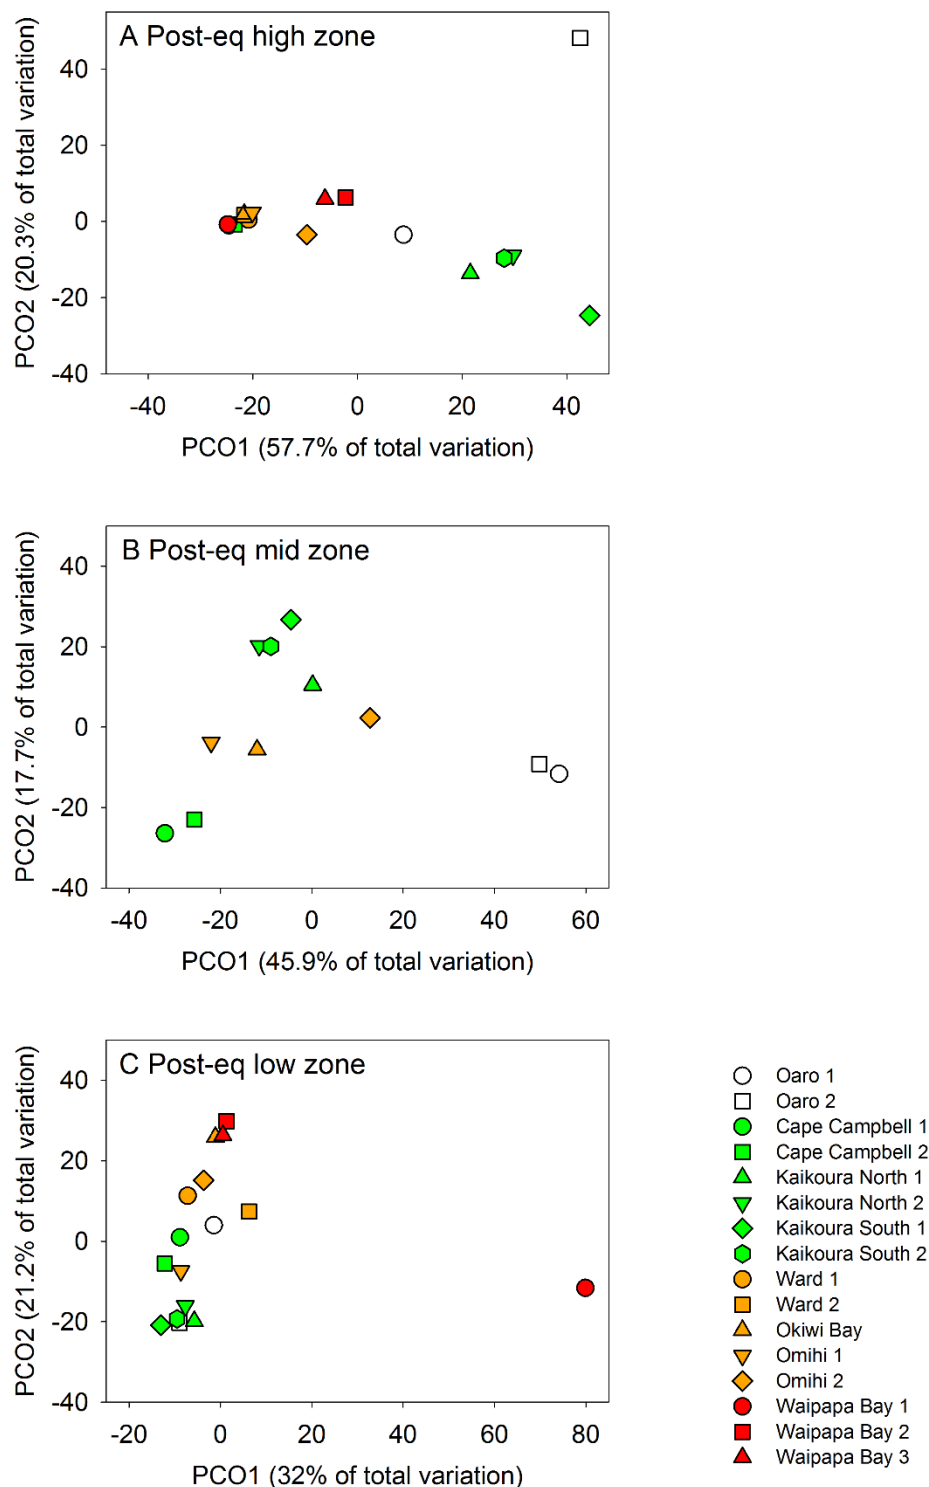 A Post-eq high zone
PCO2 (20.3% of total variation)
40
20
0
-20
-40
-40 -20 0 20 40
PCO1 (57.7% of total variation)
B Post-eq mid zone
PCO2 (17.7% of total variation)
40
20
0
-20
-40
-40 -20 0 20 40 60
PCO1 (45.9% of total variation)
C Post-eq low zone
PCO2 (21.2% of total variation)
40
20
0
-20
-40
-20 0 20 40 60 80
PCO1 (32% of total variation)
Oaro 1
Oaro 2
Cape Campbell 1
Cape Campbell 2
Kaikoura North 1
Kaikoura North 2
Kaikoura South 1
Kaikoura South 2
Ward 1
Ward 2
Okiwi Bay
Omihi 1
Omihi 2
Waipapa Bay 1
Waipapa Bay 2
Waipapa Bay 3